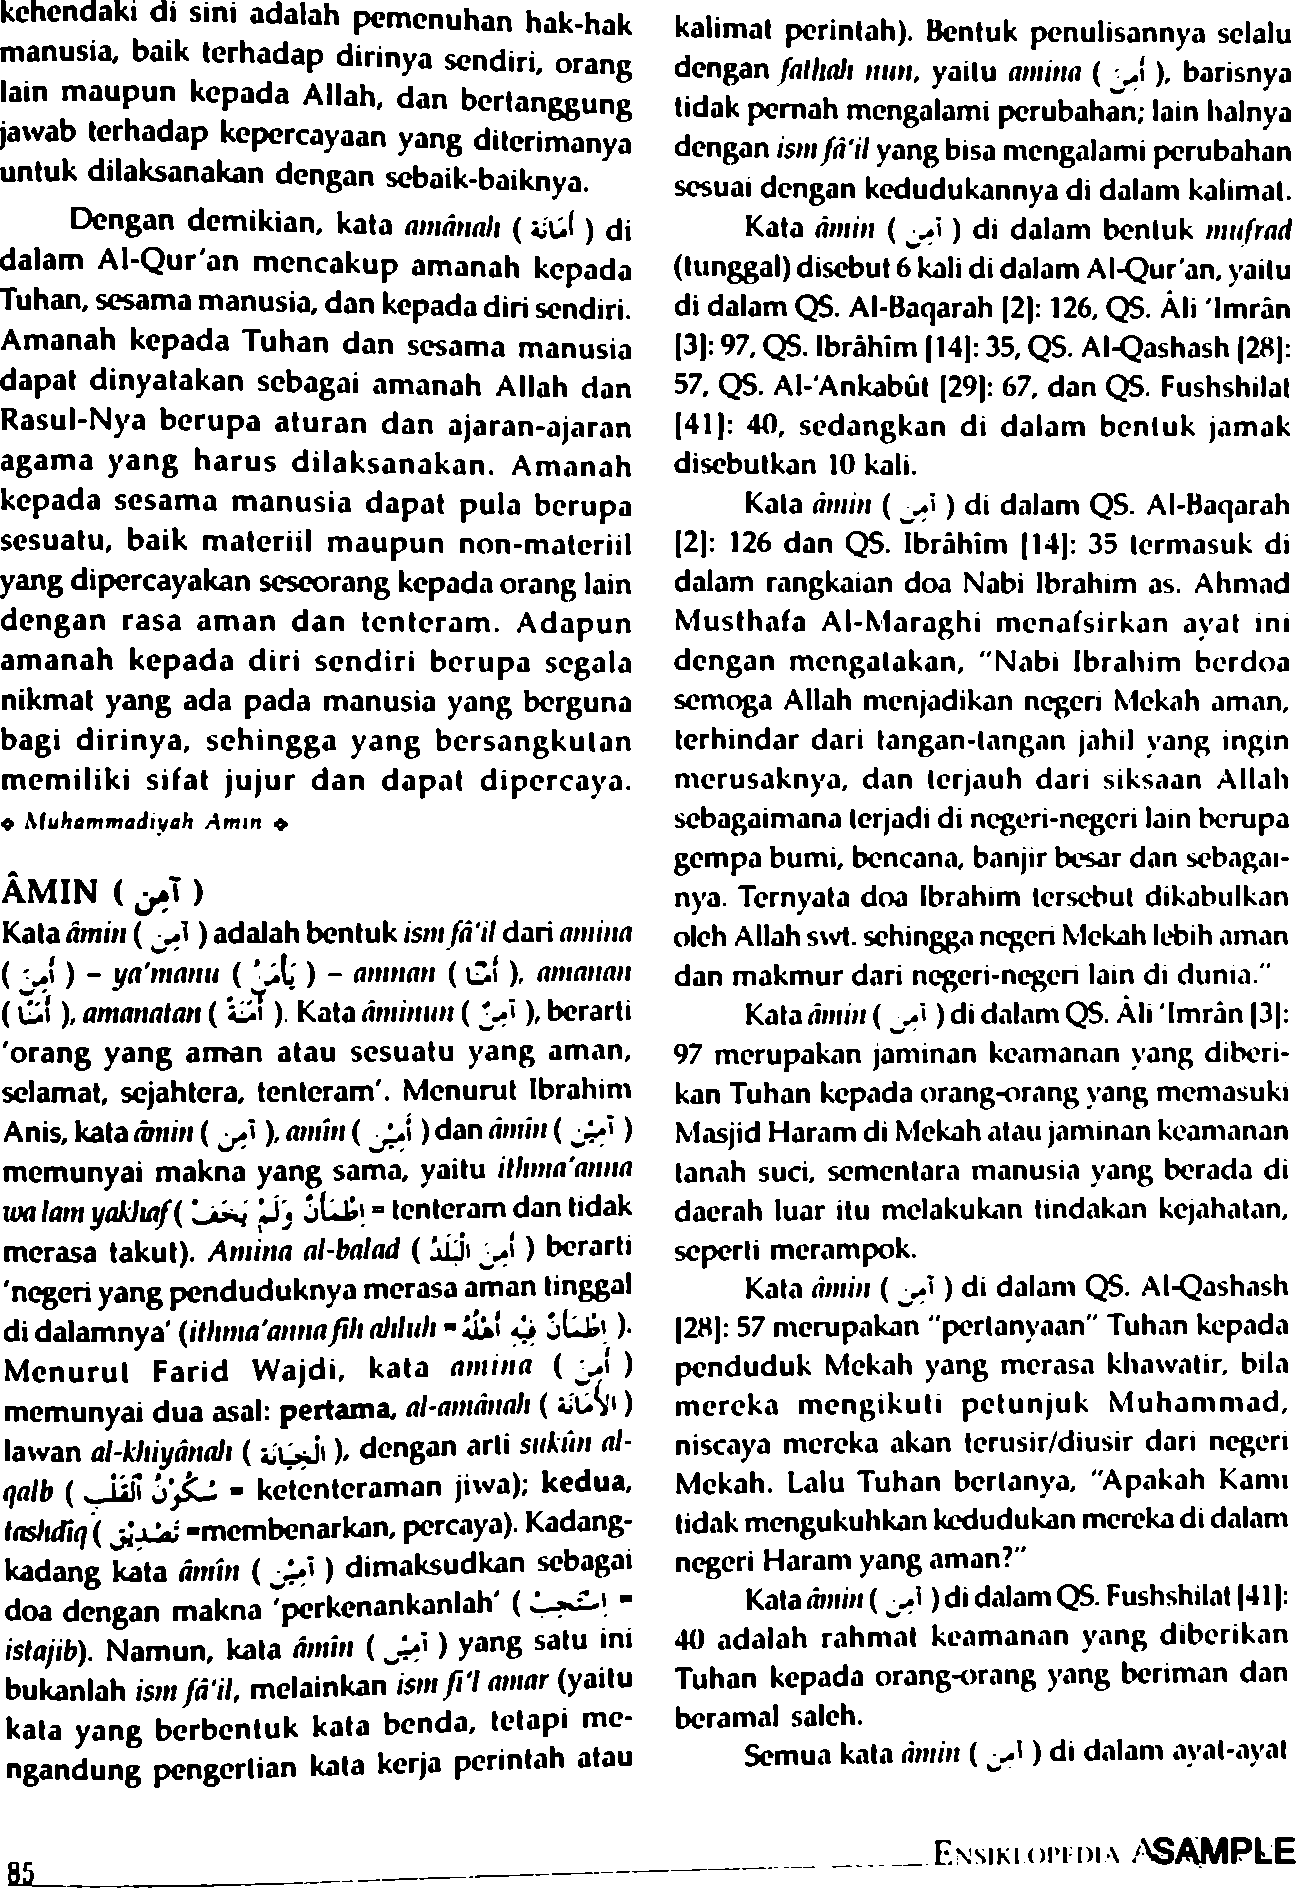 kehendaki di sini adalah pemenuhan hak-hak
manusia, baik terhadap dirinya sendiri, orang
lain maupun kepada Allah, dan bertanggung
jawab terhadap kepercayaan yang diterimanya
untuk dilaksanakan dengan sebaik-baiknya.
Dengan demikian, kata amânah ( أَمَانَة ) di
dalam Al-Qur'an mencakup amanah kepada
Tuhan, sesama manusia, dan kepada diri sendiri.
Amanah kepada Tuhan dan sesama manusia
dapat dinyatakan sebagai amanah Allah dan
Rasul-Nya berupa aturan dan ajaran-ajaran
agama yang harus dilaksanakan. Amanah
kepada sesama manusia dapat pula berupa
sesuatu, baik materiil maupun non-materiil
yang dipercayakan seseorang kepada orang lain
dengan rasa aman dan tenteram. Adapun
amanah kepada diri sendiri berupa segala
nikmat yang ada pada manusia yang berguna
bagi dirinya, sehingga yang bersangkutan
memiliki sifat jujur dan dapat dipercaya.
❖ Muhammadiyah Amin ❖
ÂMIN ( آمِن )
Kata âmin ( آمِن ) adalah bentuk ism fâ'il dari amina
( أَمِنَ ) – ya'manu ( يَأْمَنُ ) – amnan ( أَمْنًا ), amanan
( أَمَنًا ), amanatan ( أَمَنَةً ). Kata âminun ( آمِنٌ ), berarti
'orang yang aman atau sesuatu yang aman,
selamat, sejahtera, tenteram'. Menurut Ibrahim
Anis, kata âmin ( آمِن ), amîn ( أَمِيْن ) dan âmîn ( آمِيْن )
memunyai makna yang sama, yaitu ithma'anna
wa lam yakhaf ( اِطْمَأَنَّ وَلَمْ يَخَفْ = tenteram dan tidak
merasa takut). Amina al-balad ( أَمِنَ الْبَلَدُ ) berarti
'negeri yang penduduknya merasa aman tinggal
di dalamnya' (ithma'anna fîh ahluh = اِطْمَأَنَّ فِيْهِ أَهْلُهُ ).
Menurut Farid Wajdi, kata amina ( أَمِنَ )
memunyai dua asal: pertama, al-amânah ( الْأَمَانَة )
lawan al-khiyânah ( الْخِيَانَة ), dengan arti sukûn al-
qalb ( سُكُوْنُ الْقَلْبِ = ketenteraman jiwa); kedua,
tashdîq ( تَصْدِيْق =membenarkan, percaya). Kadang-
kadang kata âmîn ( آمِيْن ) dimaksudkan sebagai
doa dengan makna 'perkenankanlah' ( اِسْتَجِبْ =
istajib). Namun, kata âmîn ( آمِيْن ) yang satu ini
bukanlah ism fâ'il, melainkan ism fi'l amar (yaitu
kata yang berbentuk kata benda, tetapi me-
ngandung pengertian kata kerja perintah atau
kalimat perintah). Bentuk penulisannya selalu
dengan fathah nun, yaitu amina ( أَمِنَ ), barisnya
tidak pernah mengalami perubahan; lain halnya
dengan ism fâ'il yang bisa mengalami perubahan
sesuai dengan kedudukannya di dalam kalimat.
Kata âmin ( آمِن ) di dalam bentuk mufrad
(tunggal) disebut 6 kali di dalam Al-Qur'an, yaitu
di dalam QS. Al-Baqarah [2]: 126, QS. Âli 'Imrân
[3]: 97, QS. Ibrâhîm [14]: 35, QS. Al-Qashash [28]:
57, QS. Al-'Ankabût [29]: 67, dan QS. Fushshilat
[41]: 40, sedangkan di dalam bentuk jamak
disebutkan 10 kali.
Kata âmin ( آمِن ) di dalam QS. Al-Baqarah
[2]: 126 dan QS. Ibrâhîm [14]: 35 termasuk di
dalam rangkaian doa Nabi Ibrahim as. Ahmad
Musthafa Al-Maraghi menafsirkan ayat ini
dengan mengatakan, "Nabi Ibrahim berdoa
semoga Allah menjadikan negeri Mekah aman,
terhindar dari tangan-tangan jahil yang ingin
merusaknya, dan terjauh dari siksaan Allah
sebagaimana terjadi di negeri-negeri lain berupa
gempa bumi, bencana, banjir besar dan sebagai-
nya. Ternyata doa Ibrahim tersebut dikabulkan
oleh Allah swt. sehingga negeri Mekah lebih aman
dan makmur dari negeri-negeri lain di dunia."
Kata âmin ( آمِن ) di dalam QS. Âli 'Imrân [3]:
97 merupakan jaminan keamanan yang diberi-
kan Tuhan kepada orang-orang yang memasuki
Masjid Haram di Mekah atau jaminan keamanan
tanah suci, sementara manusia yang berada di
daerah luar itu melakukan tindakan kejahatan,
seperti merampok.
Kata âmin ( آمِن ) di dalam QS. Al-Qashash
[28]: 57 merupakan "pertanyaan" Tuhan kepada
penduduk Mekah yang merasa khawatir, bila
mereka mengikuti petunjuk Muhammad,
niscaya mereka akan terusir/diusir dari negeri
Mekah. Lalu Tuhan bertanya, "Apakah Kami
tidak mengukuhkan kedudukan mereka di dalam
negeri Haram yang aman?"
Kata âmin ( آمِن ) di dalam QS. Fushshilat [41]:
40 adalah rahmat keamanan yang diberikan
Tuhan kepada orang-orang yang beriman dan
beramal saleh.
Semua kata âmin ( آمِن ) di dalam ayat-ayat
85
ENSIKLOPEDIA ASAMPLE